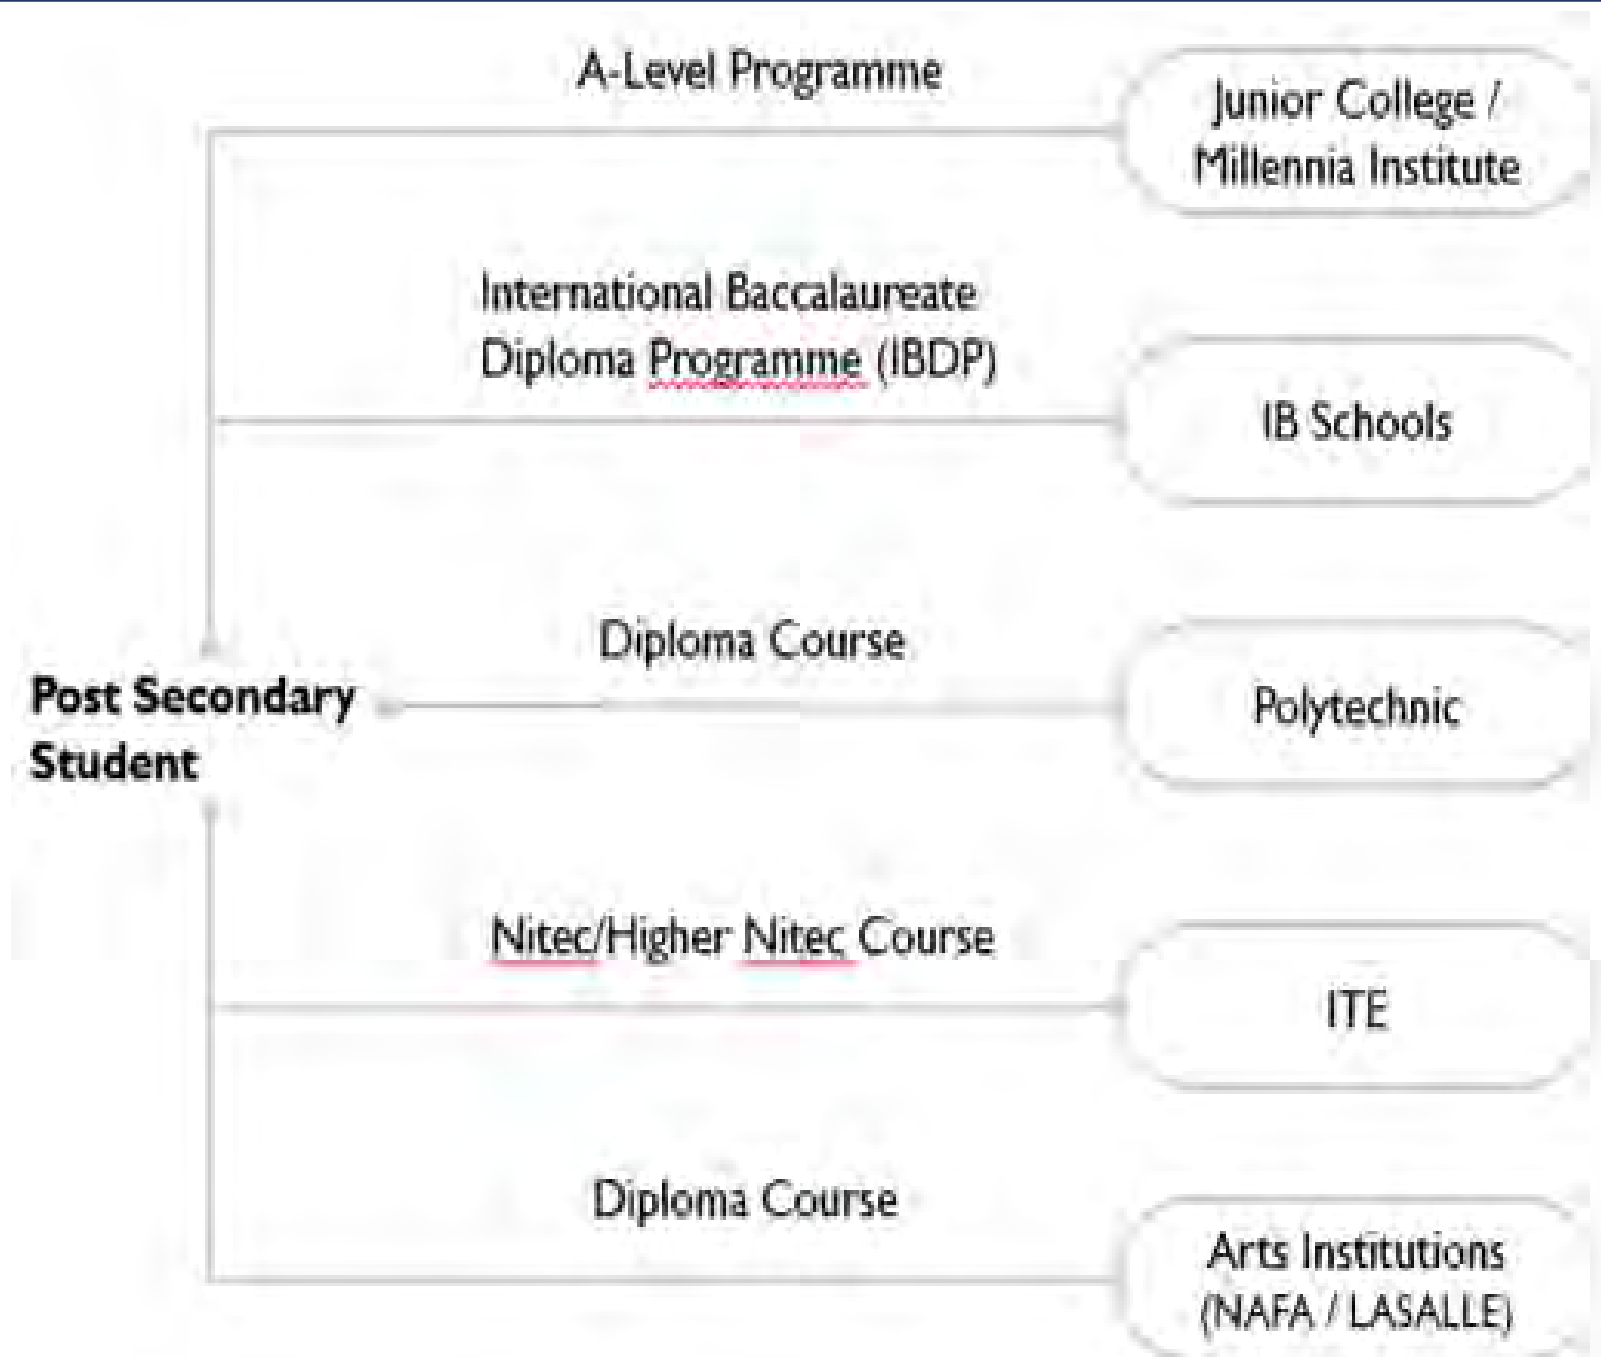 A-Level Programme
Junior College /
Millennia Institute
International Baccalaureate
Diploma Programme (IBDP)
IB Schools
Diploma Course
Polytechnic
Post Secondary
Student
Nitec/Higher Nitec Course
ITE
Diploma Course
Arts Institutions
(NAFA / LASALLE)